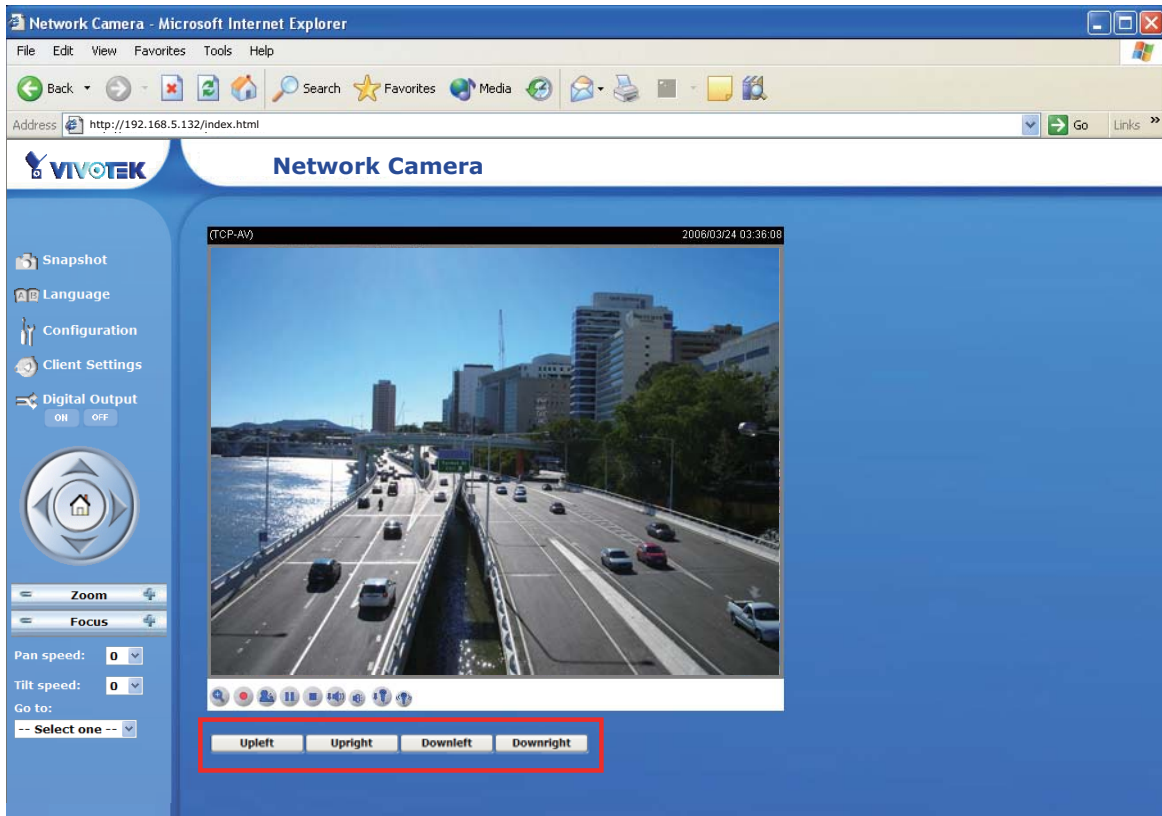 Network Camera - Microsoft Internet Explorer
File Edit View Favorites Tools Help
Back Search Favorites Media
Address http://192.168.5.132/index.html Go Links »
VIVOTEK Network Camera
(TCP-AV) 2006/03/24 03:36:08
Snapshot
Language
Configuration
Client Settings
Digital Output
ON OFF
Zoom
Focus
Pan speed: 0
Tilt speed: 0
Go to:
-- Select one --
Upleft Upright Downleft Downright